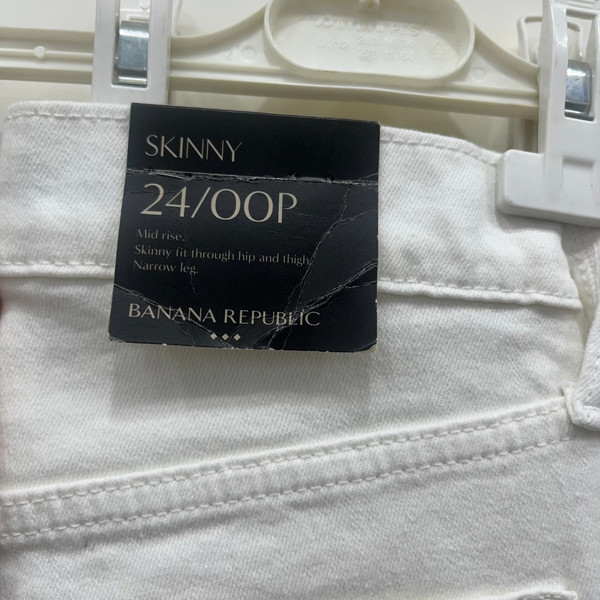 SKINNY
24/00P
Mid rise.
Skinny fit through hip and thigh.
Narrow leg.
BANANA REPUBLIC